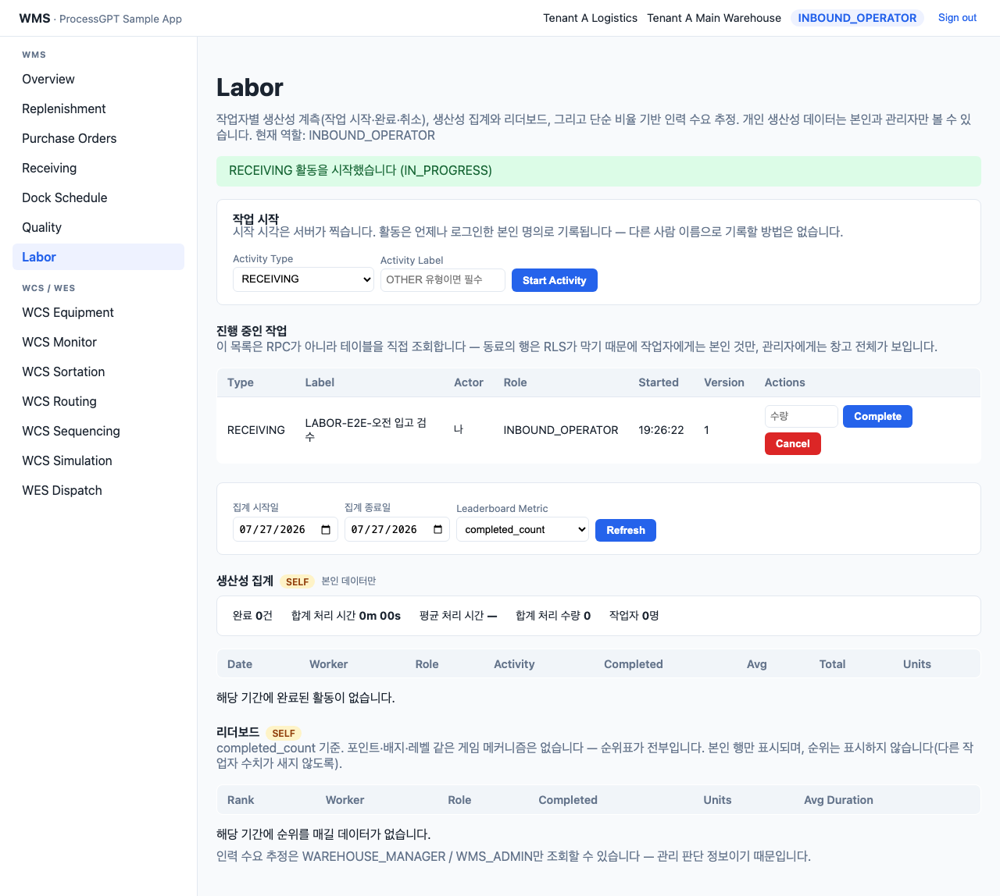 WMS · ProcessGPT Sample App
Tenant A Logistics Tenant A Main Warehouse INBOUND_OPERATOR Sign out
WMS
Overview
Replenishment
Purchase Orders
Receiving
Dock Schedule
Quality
Labor
WCS / WES
WCS Equipment
WCS Monitor
WCS Sortation
WCS Routing
WCS Sequencing
WCS Simulation
WES Dispatch
Labor
작업자별 생산성 계측(작업 시작·완료·취소), 생산성 집계와 리더보드, 그리고 단순 비율 기반 인력 수요 추정. 개인 생산성 데이터는 본인과 관리자만 볼 수 있
습니다. 현재 역할: INBOUND_OPERATOR
RECEIVING 활동을 시작했습니다 (IN_PROGRESS)
작업 시작
시작 시각은 서버가 찍습니다. 활동은 언제나 로그인한 본인 명의로 기록됩니다 — 다른 사람 이름으로 기록할 방법은 없습니다.
Activity Type Activity Label
RECEIVING OTHER 유형이면 필수 Start Activity
진행 중인 작업
이 목록은 RPC가 아니라 테이블을 직접 조회합니다 — 동료의 행은 RLS가 막기 때문에 작업자에게는 본인 것만, 관리자에게는 창고 전체가 보입니다.
Type Label Actor Role Started Version Actions
RECEIVING LABOR-E2E-오전 입고 검
수 나 INBOUND_OPERATOR 19:26:22 1 수량 Complete
Cancel
집계 시작일 집계 종료일 Leaderboard Metric
07/27/2026 07/27/2026 completed_count Refresh
생산성 집계 SELF 본인 데이터만
완료 0건 합계 처리 시간 0m 00s 평균 처리 시간 — 합계 처리 수량 0 작업자 0명
Date Worker Role Activity Completed Avg Total Units
해당 기간에 완료된 활동이 없습니다.
리더보드 SELF
completed_count 기준. 포인트·배지·레벨 같은 게임 메커니즘은 없습니다 — 순위표가 전부입니다. 본인 행만 표시되며, 순위는 표시하지 않습니다(다른 작
업자 수치가 새지 않도록).
Rank Worker Role Completed Units Avg Duration
해당 기간에 순위를 매길 데이터가 없습니다.
인력 수요 추정은 WAREHOUSE_MANAGER / WMS_ADMIN만 조회할 수 있습니다 — 관리 판단 정보이기 때문입니다.